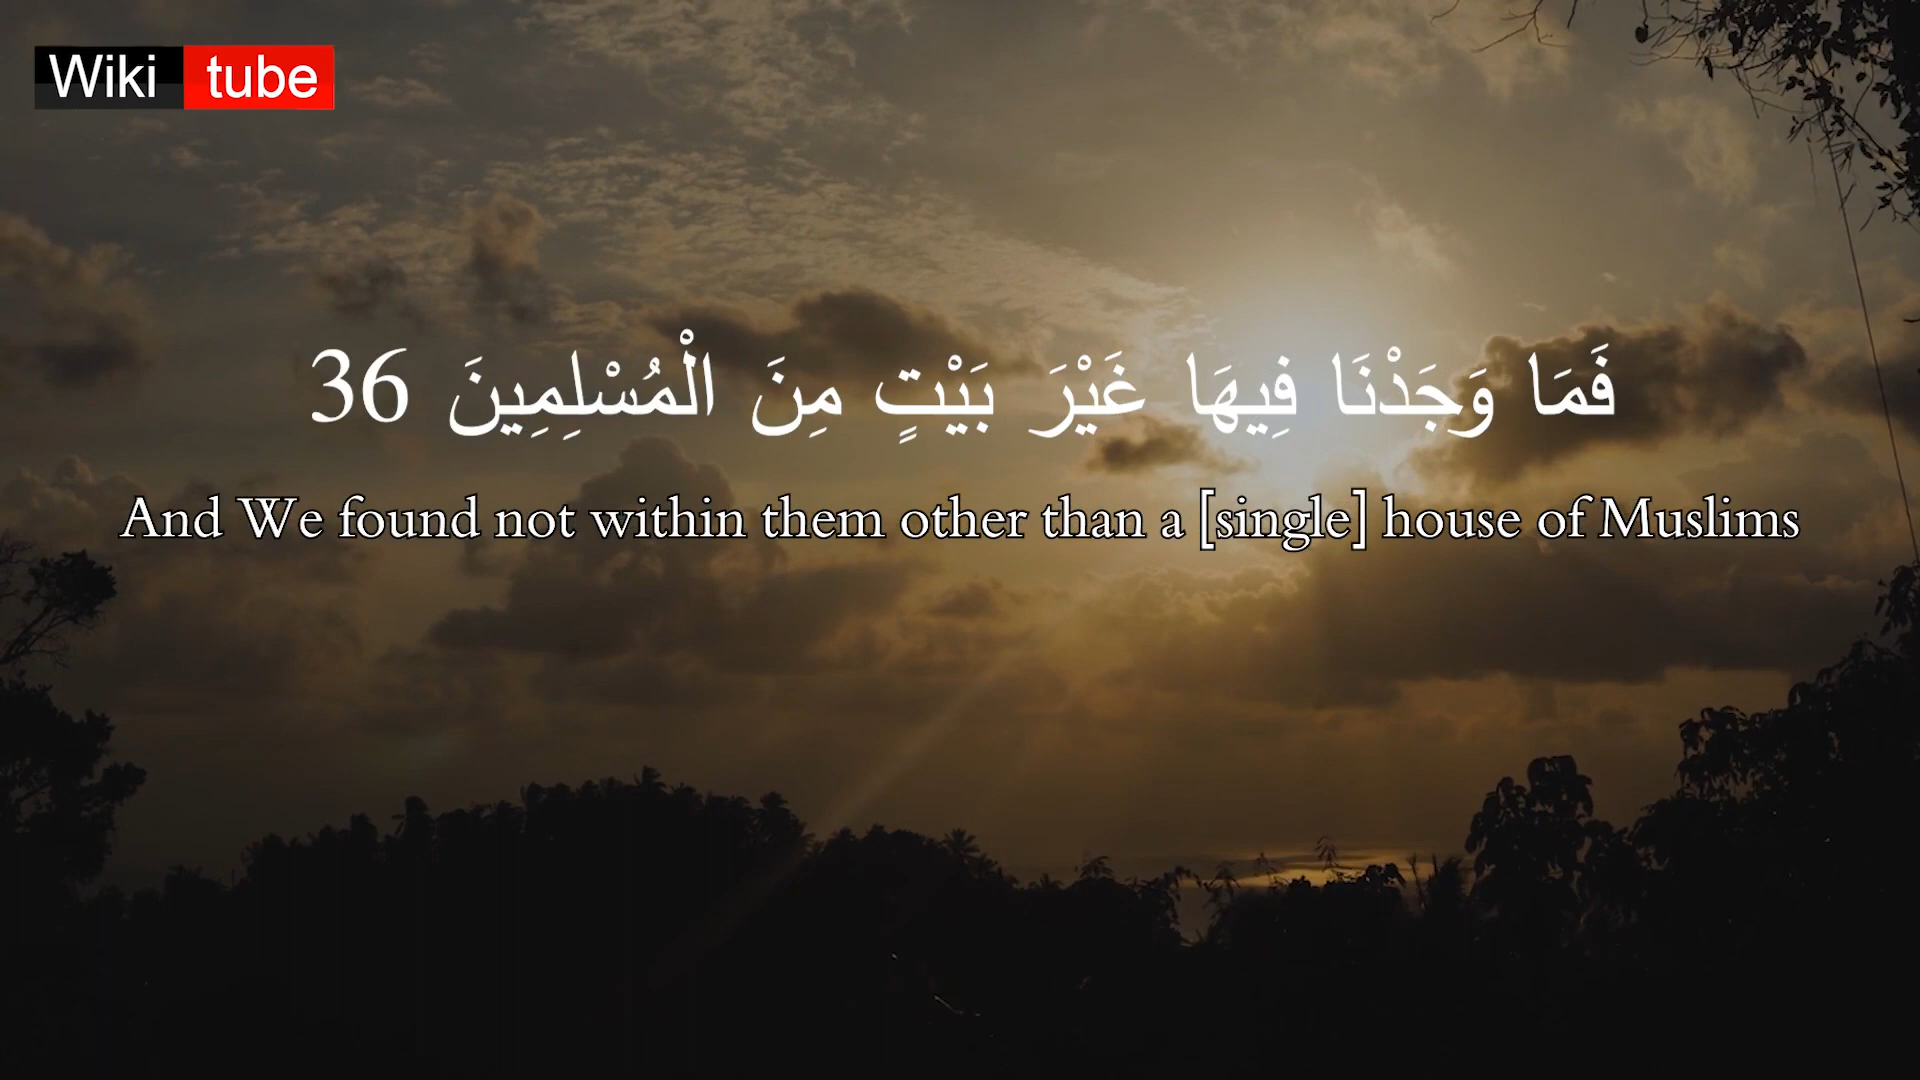 Wiki tube
فَمَا وَجَدْنَا فِيهَا غَيْرَ بَيْتٍ مِنَ الْمُسْلِمِينَ 36
And We found not within them other than a [single] house of Muslims